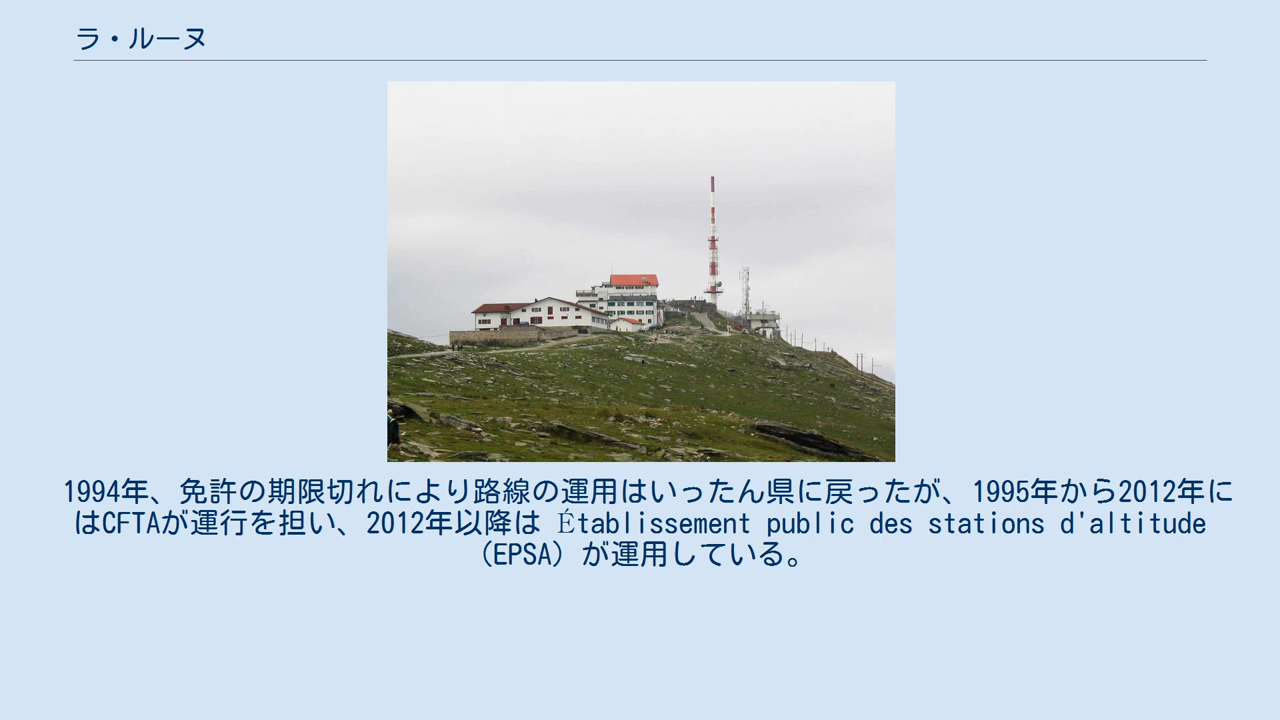 ラ・ルーヌ
1994年、免許の期限切れにより路線の運用はいったん県に戻ったが、1995年から2012年に
はCFTAが運行を担い、2012年以降は Établissement public des stations d'altitude
（EPSA）が運用している。